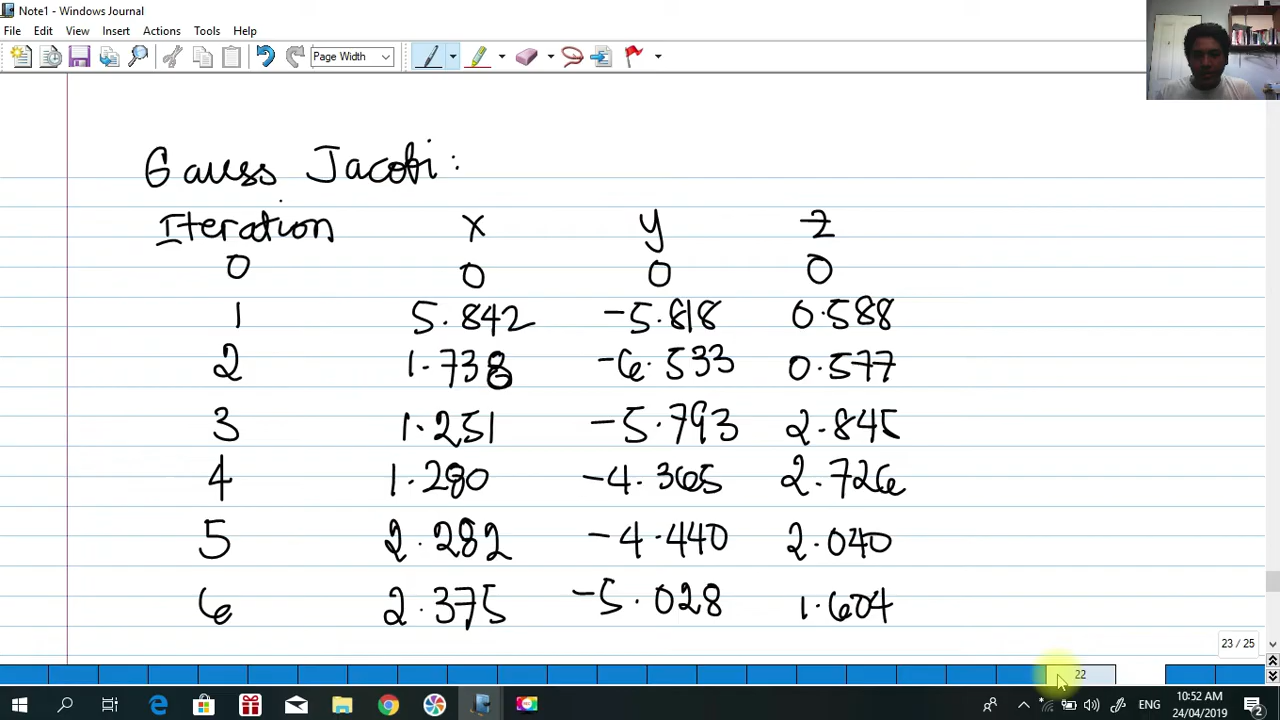 Note1 - Windows Journal
File Edit View Insert Actions Tools Help
Page Width
Gauss Jacobi:
Iteration x y z
0 0 0 0
1 5.842 -5.818 0.588
2 1.738 -6.533 0.577
3 1.251 -5.793 2.845
4 1.280 -4.365 2.726
5 2.282 -4.440 2.040
6 2.375 -5.028 1.604
23 / 25
22
ENG
10:52 AM
24/04/2019
2